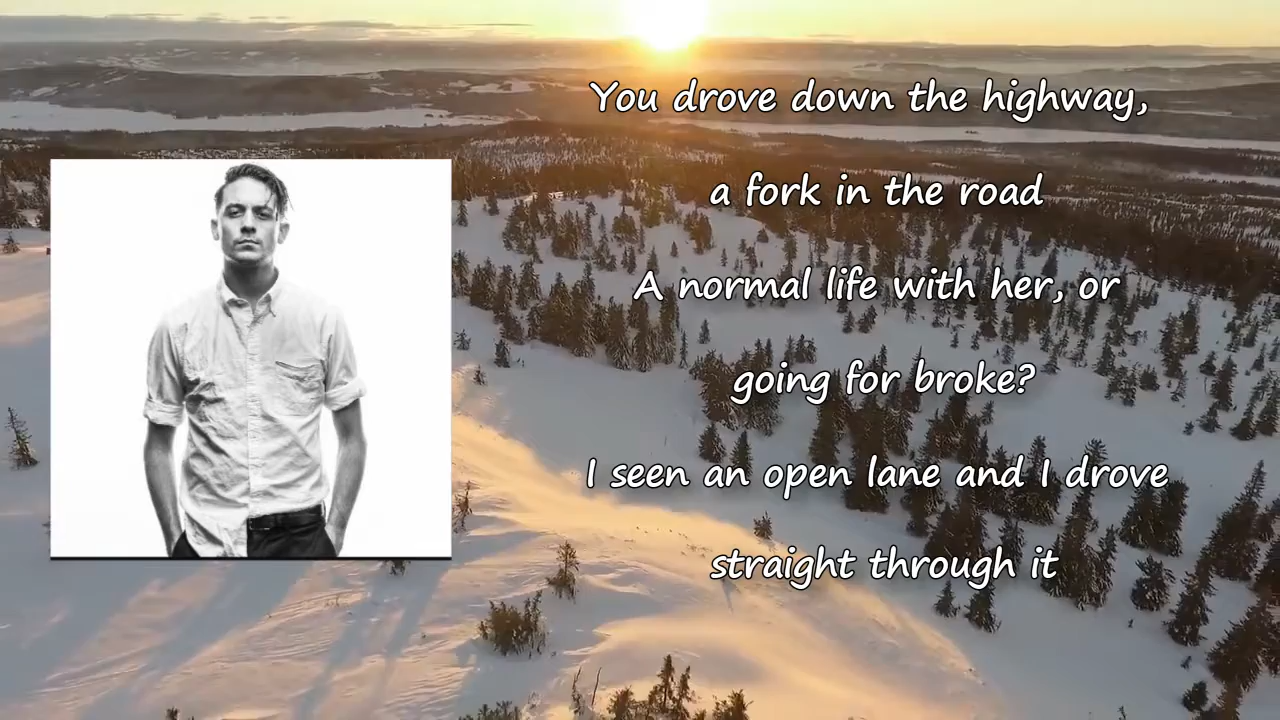 You drove down the highway,
a fork in the road
A normal life with her, or
going for broke?
I seen an open lane and I drove
straight through it